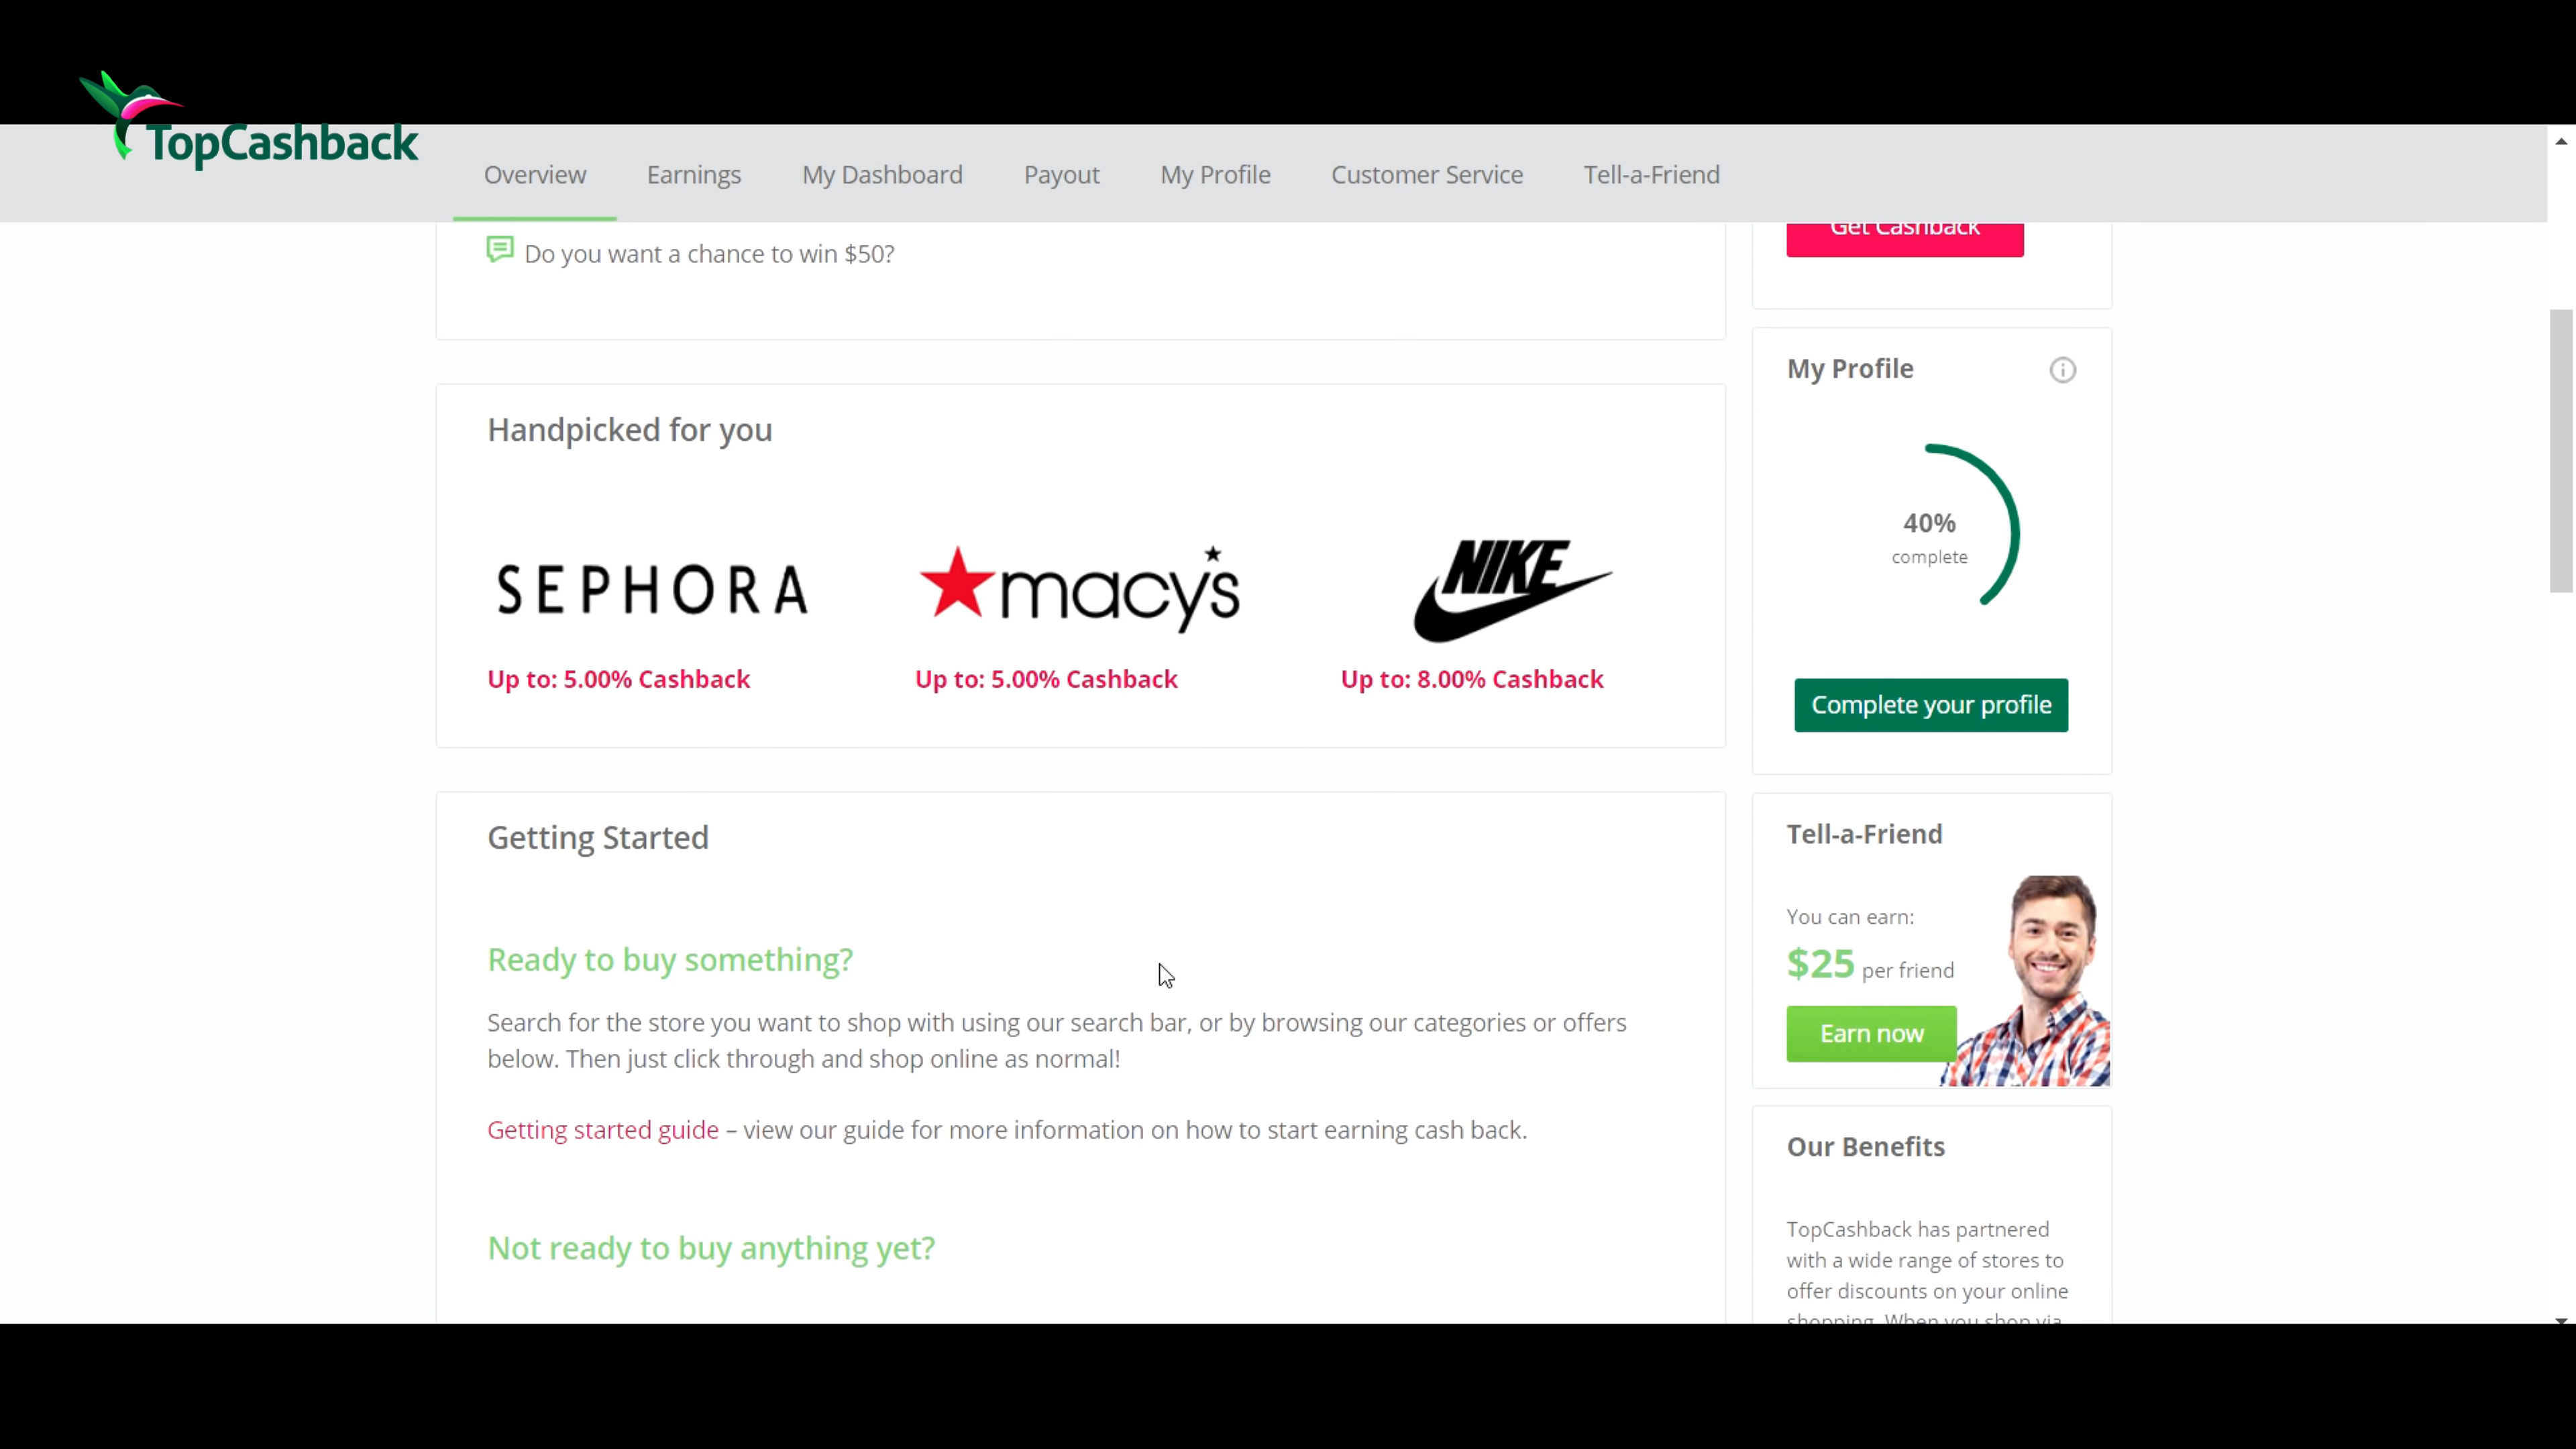 TopCashback
Overview Earnings My Dashboard Payout My Profile Customer Service Tell-a-Friend
Do you want a chance to win $50?
Handpicked for you
SEPHORA
Up to: 5.00% Cashback
macy's
Up to: 5.00% Cashback
NIKE
Up to: 8.00% Cashback
Getting Started
Ready to buy something?
Search for the store you want to shop with using our search bar, or by browsing our categories or offers
below. Then just click through and shop online as normal!
Getting started guide – view our guide for more information on how to start earning cash back.
Not ready to buy anything yet?
Get Cashback
My Profile
40%
complete
Complete your profile
Tell-a-Friend
You can earn:
$25 per friend
Earn now
Our Benefits
TopCashback has partnered
with a wide range of stores to
offer discounts on your online
shopping. When you shop via